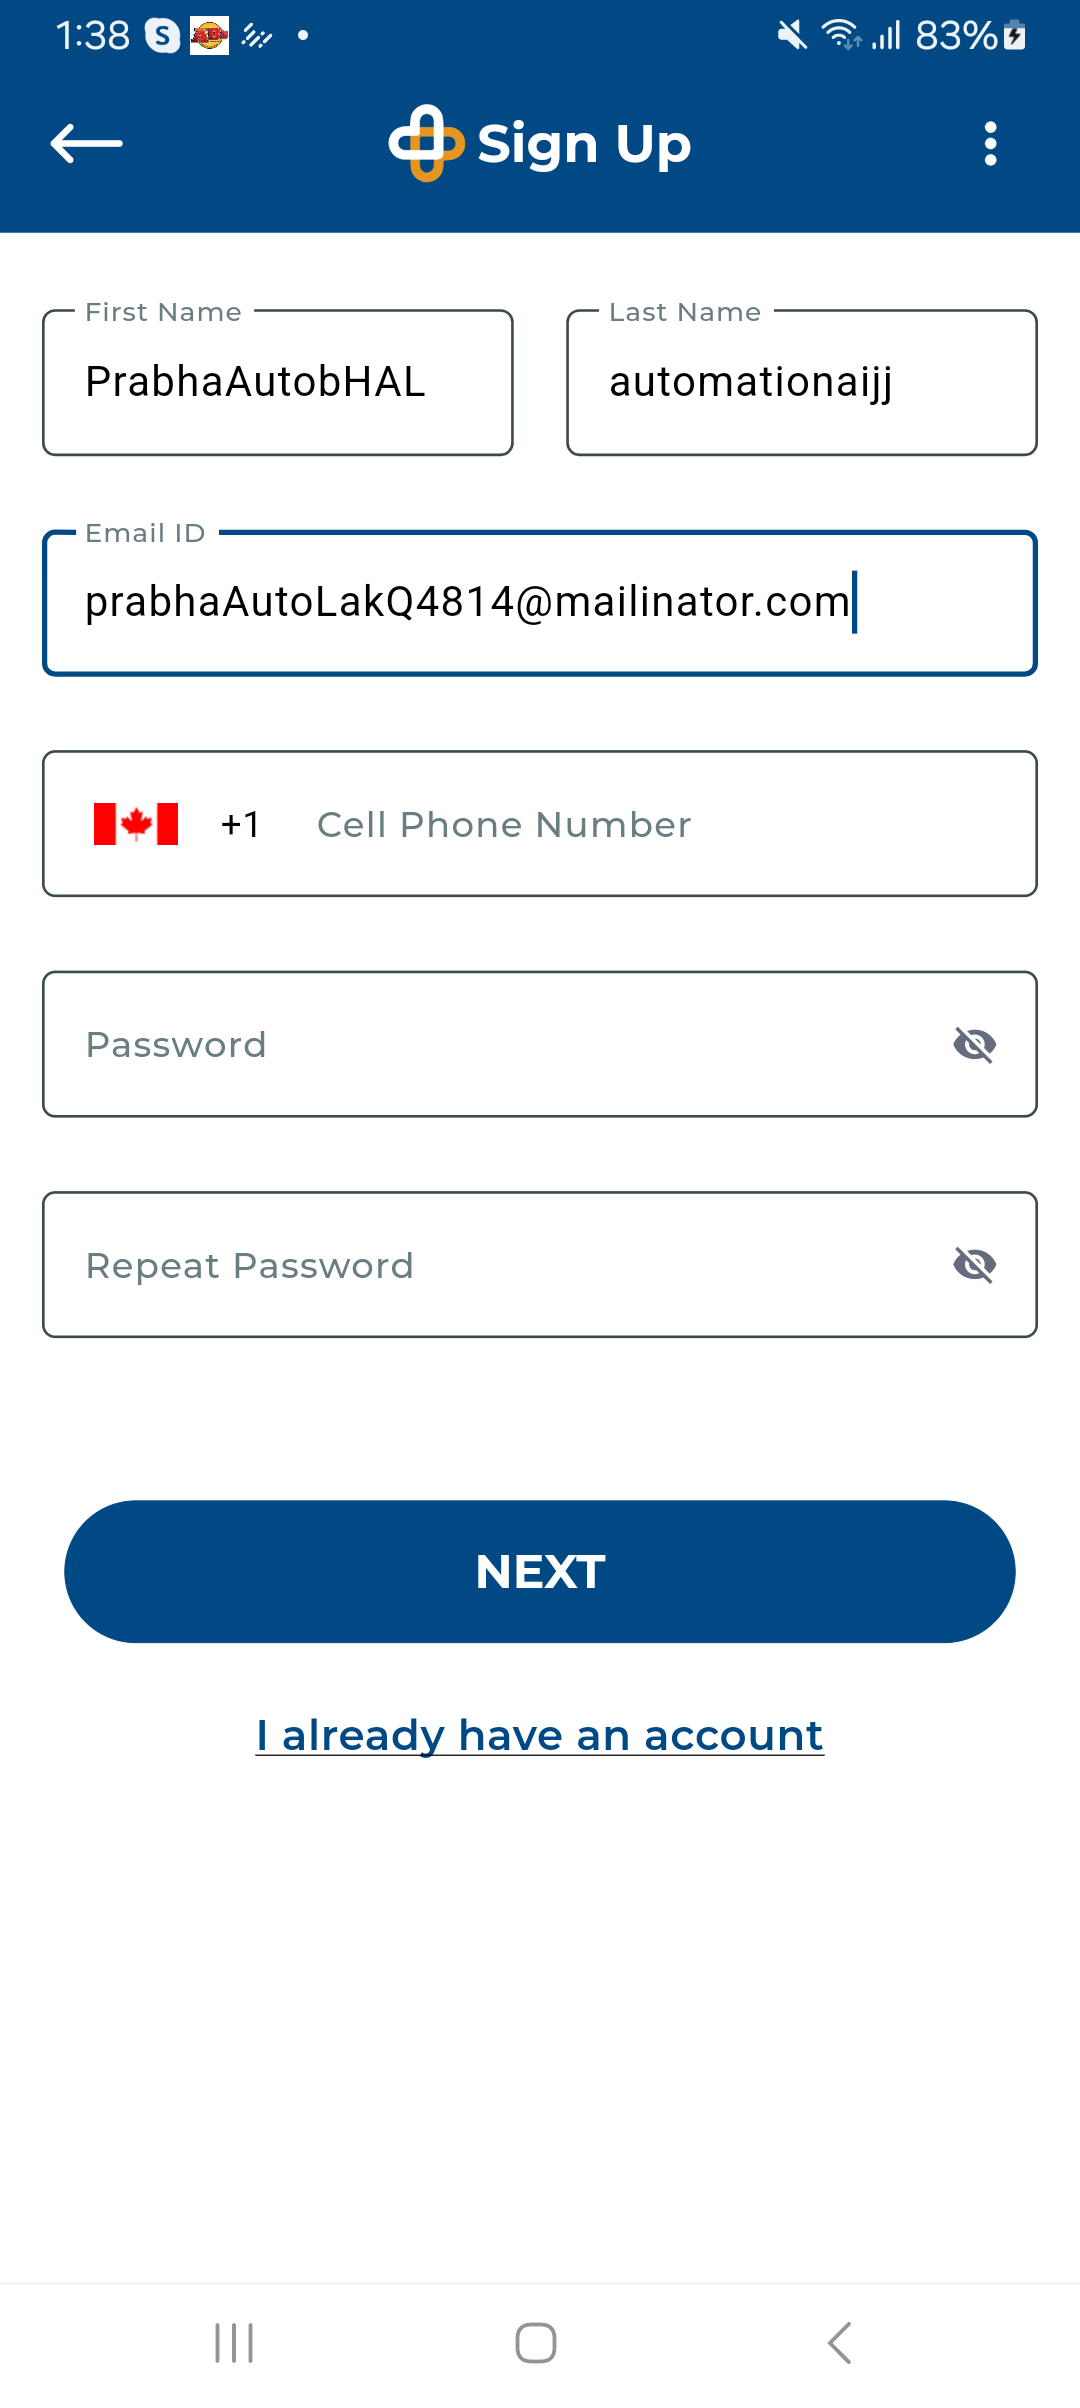 1:38 S 83%
Sign Up
First Name Last Name
PrabhaAutobHAL automationaijj
Email ID
prabhaAutoLakQ4814@mailinator.com
+1 Cell Phone Number
Password
Repeat Password
NEXT
I already have an account